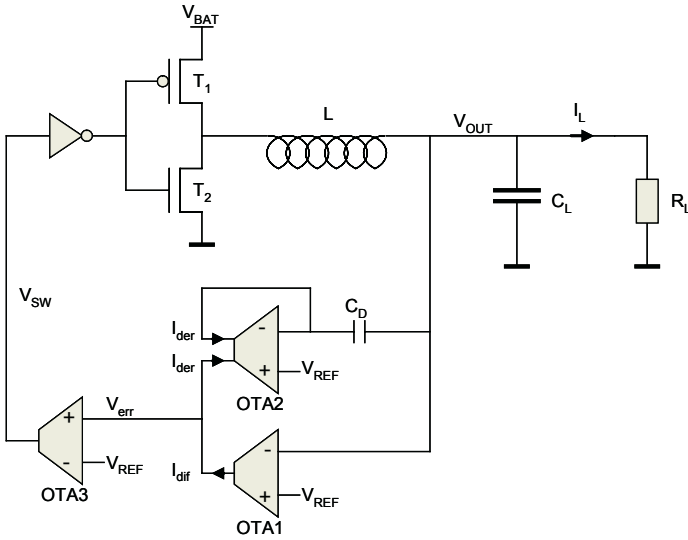 V_BAT
T_1
L
V_OUT
I_L
T_2
C_L
R_L
V_SW
C_D
I_der
-
I_der
+
V_REF
OTA2
V_err
+
-
I_dif
-
V_REF
+
V_REF
OTA3
OTA1